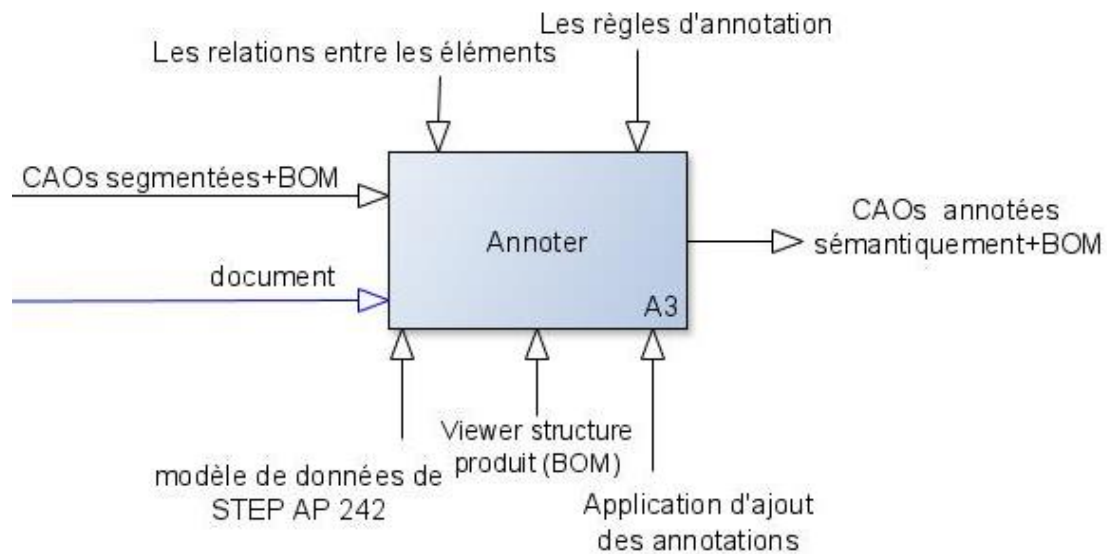 Les règles d'annotation
Les relations entre les éléments
CAOs segmentées+BOM
document
Annoter
A3
CAOs annotées
sémantiquement+BOM
modèle de données de
STEP AP 242
Viewer structure
produit (BOM)
Application d'ajout
des annotations